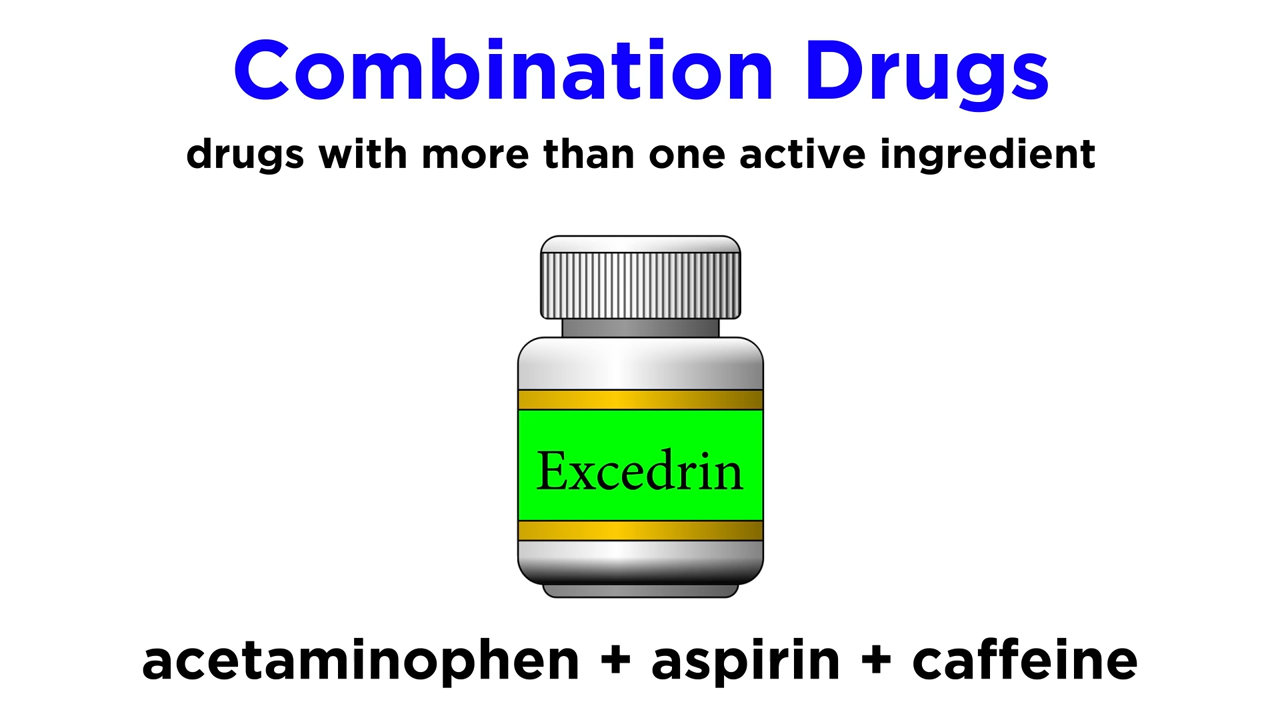 Combination Drugs
drugs with more than one active ingredient
Excedrin
acetaminophen + aspirin + caffeine